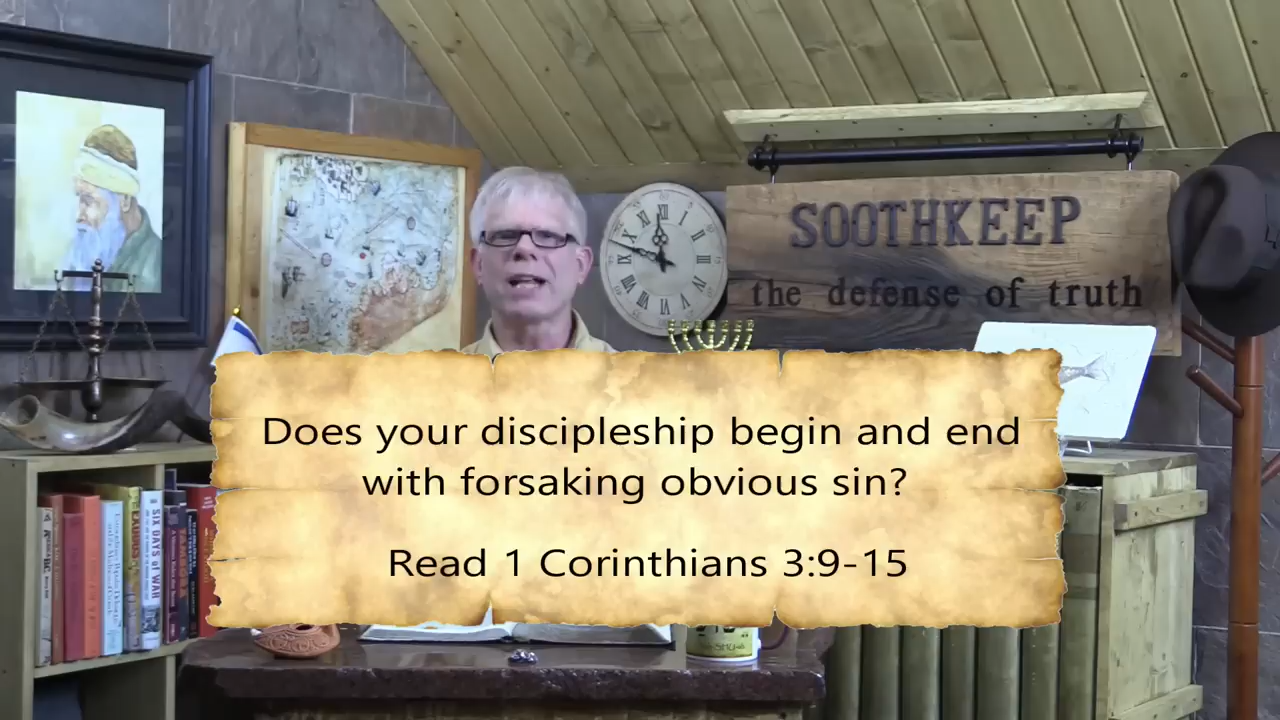 SOOTHKEEP
the defense of truth
Does your discipleship begin and end
with forsaking obvious sin?
Read 1 Corinthians 3:9-15
EXODUS
SIX DAYS of WAR